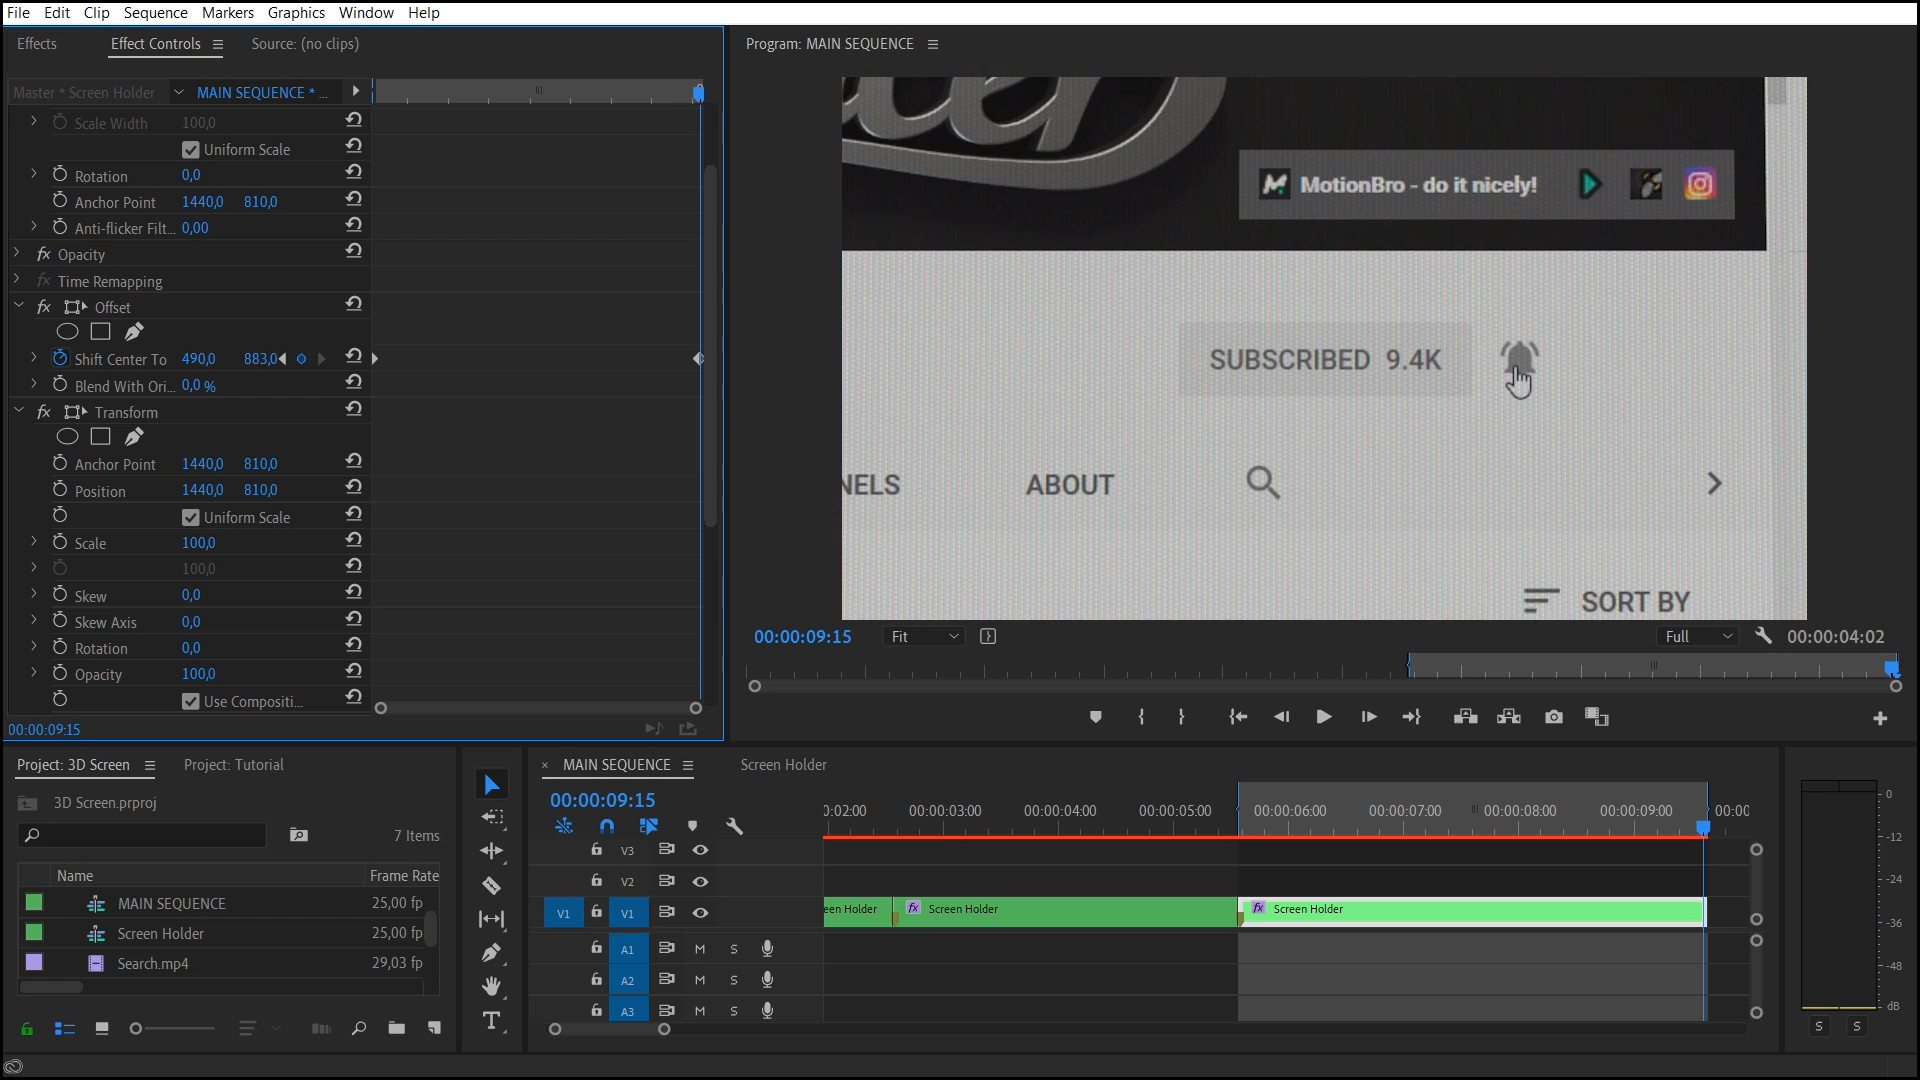 File Edit Clip Sequence Markers Graphics Window Help
Effects Effect Controls Source: (no clips)
Program: MAIN SEQUENCE
Master * Screen Holder MAIN SEQUENCE * ...
Scale Width 100,0
Uniform Scale
Rotation 0,0
Anchor Point 1440,0 810,0
Anti-flicker Filt... 0,00
fx Opacity
fx Time Remapping
fx Offset
Shift Center To 490,0 883,0
Blend With Ori... 0,0 %
fx Transform
Anchor Point 1440,0 810,0
Position 1440,0 810,0
Uniform Scale
Scale 100,0
100,0
Skew 0,0
Skew Axis 0,0
Rotation 0,0
Opacity 100,0
Use Compositi...
00:00:09:15
MotionBro - do it nicely!
SUBSCRIBED 9.4K
NELS ABOUT
SORT BY
00:00:09:15 Fit Full 00:00:04:02
Project: 3D Screen Project: Tutorial
3D Screen.prproj
7 Items
Name Frame Rate
MAIN SEQUENCE 25,00 fp
Screen Holder 25,00 fp
Search.mp4 29,03 fp
× MAIN SEQUENCE Screen Holder
00:00:09:15
0:02:00 00:00:03:00 00:00:04:00 00:00:05:00 00:00:06:00 00:00:07:00 00:00:08:00 00:00:09:00 00:00
V3
V2
V1 V1 een Holder fx Screen Holder fx Screen Holder
A1 M S
A2 M S
A3 M S
0
-12
-24
-36
-48
dB
S S